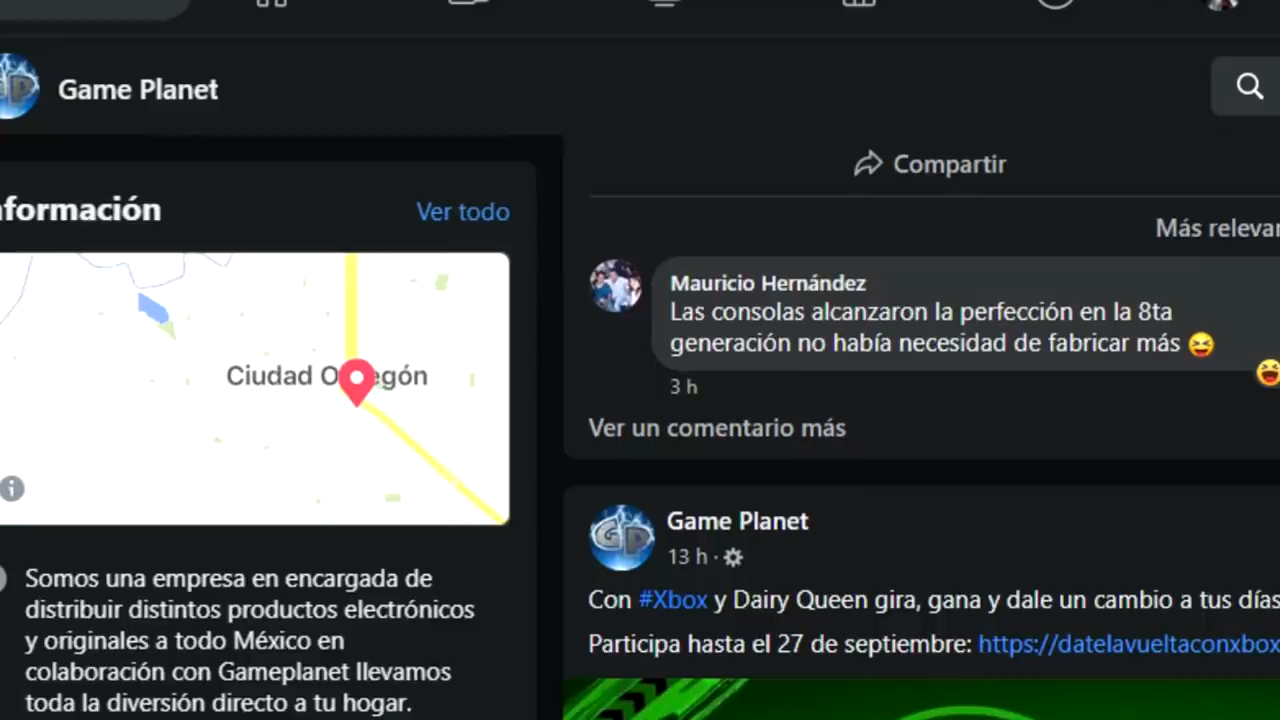 Game Planet
Compartir
nformación
Ver todo
Más relevan
Mauricio Hernández
Las consolas alcanzaron la perfección en la 8ta
generación no había necesidad de fabricar más
3 h
Ciudad O egón
Ver un comentario más
GP
Game Planet
13 h ·
Con #Xbox y Dairy Queen gira, gana y dale un cambio a tus días
Participa hasta el 27 de septiembre: https://datelavueltaconxbox
Somos una empresa en encargada de
distribuir distintos productos electrónicos
y originales a todo México en
colaboración con Gameplanet llevamos
toda la diversión directo a tu hogar.